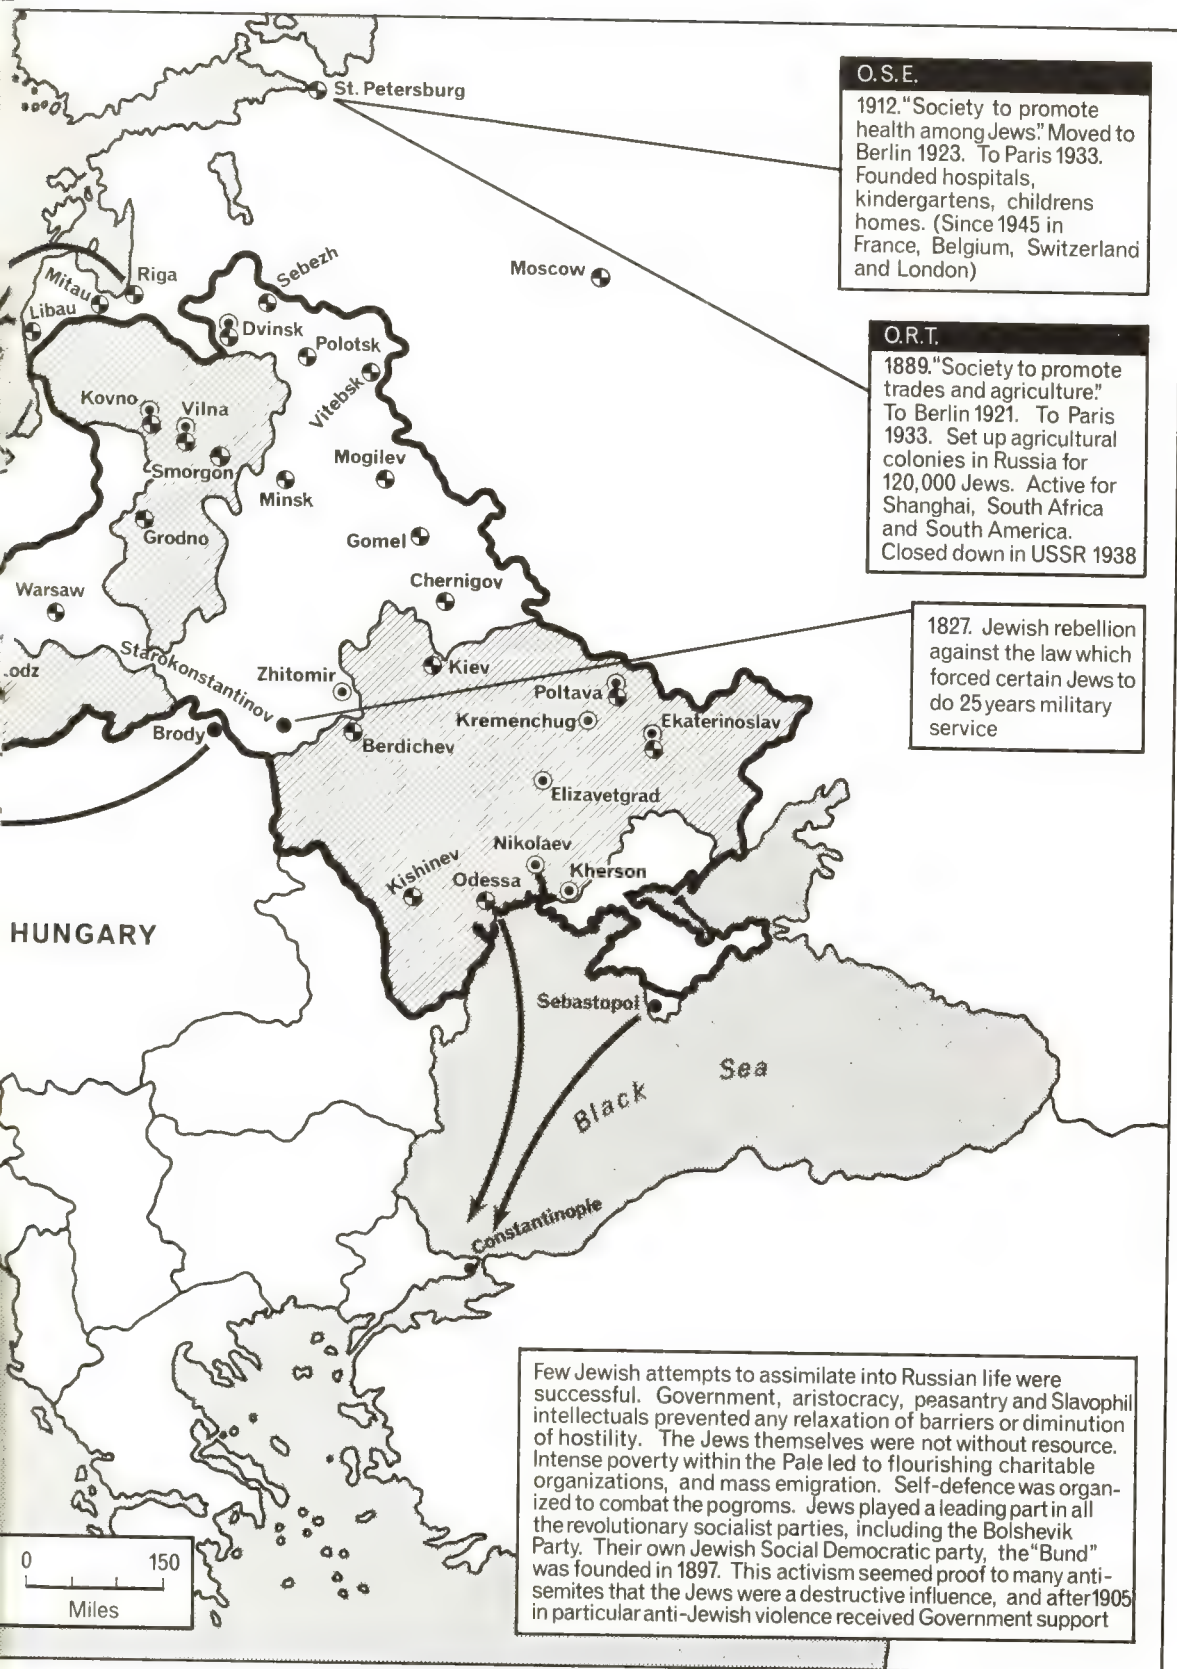 St. Petersburg
O.S.E.
1912."Society to promote
health among Jews." Moved to
Berlin 1923. To Paris 1933.
Founded hospitals,
kindergartens, childrens
homes. (Since 1945 in
France, Belgium, Switzerland
and London)
Moscow
Sebezh
Riga
Mitau
Libau
Dvinsk
Polotsk
Vitebsk
O.R.T.
1889."Society to promote
trades and agriculture."
To Berlin 1921. To Paris
1933. Set up agricultural
colonies in Russia for
120,000 Jews. Active for
Shanghai, South Africa
and South America.
Closed down in USSR 1938
Kovno
Vilna
Smorgon
Mogilev
Minsk
Grodno
Gomel
Warsaw
Chernigov
1827. Jewish rebellion
against the law which
forced certain Jews to
do 25 years military
service
.odz
Starokonstantinov
Zhitomir
Kiev
Poltava
Kremenchug
Ekaterinoslav
Brody
Berdichev
Elizavetgrad
Nikolaev
Kishinev
Odessa
Kherson
HUNGARY
Sebastopol
Black Sea
Constantinople
Few Jewish attempts to assimilate into Russian life were
successful. Government, aristocracy, peasantry and Slavophil
intellectuals prevented any relaxation of barriers or diminution
of hostility. The Jews themselves were not without resource.
Intense poverty within the Pale led to flourishing charitable
organizations, and mass emigration. Self-defence was organ-
ized to combat the pogroms. Jews played a leading part in all
the revolutionary socialist parties, including the Bolshevik
Party. Their own Jewish Social Democratic party, the "Bund"
was founded in 1897. This activism seemed proof to many anti-
semites that the Jews were a destructive influence, and after 1905
in particular anti-Jewish violence received Government support
0 150
Miles